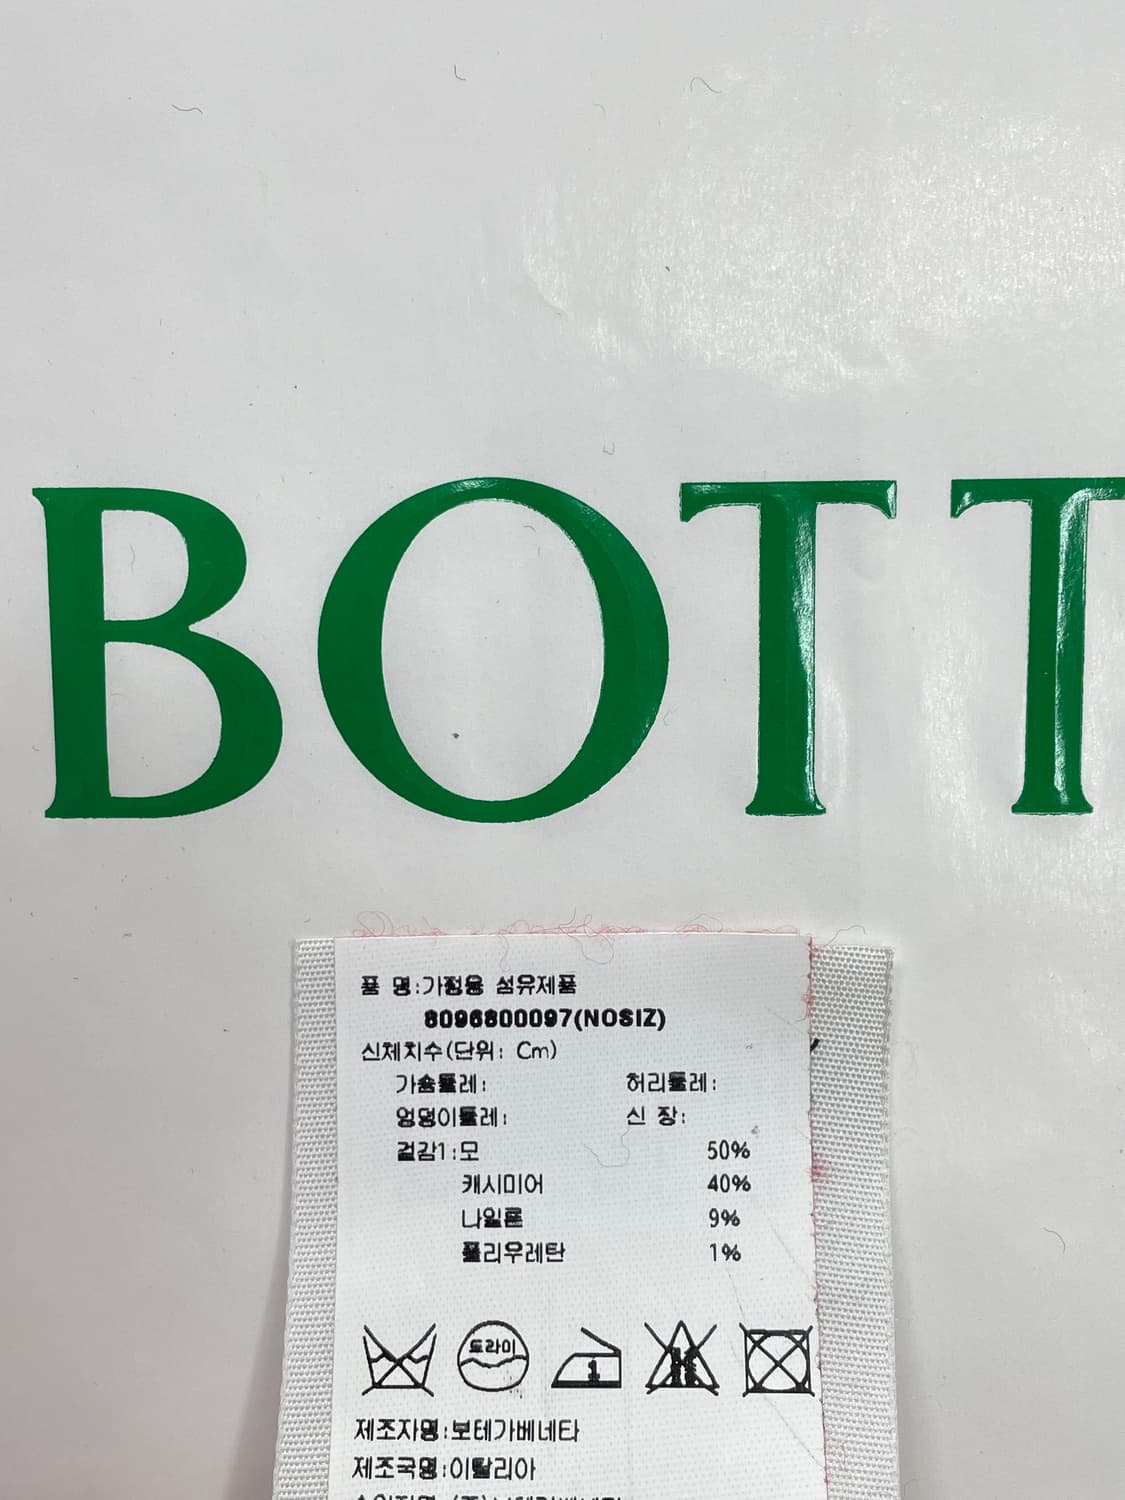 BOTT
품 명:가정용 섬유제품
8096800097(NOSIZ)
신체치수(단위: Cm)
가슴둘레: 허리둘레:
엉덩이둘레: 신 장:
겉감1:모 50%
캐시미어 40%
나일론 9%
폴리우레탄 1%
드라이 1
제조자명:보테가베네타
제조국명:이탈리아